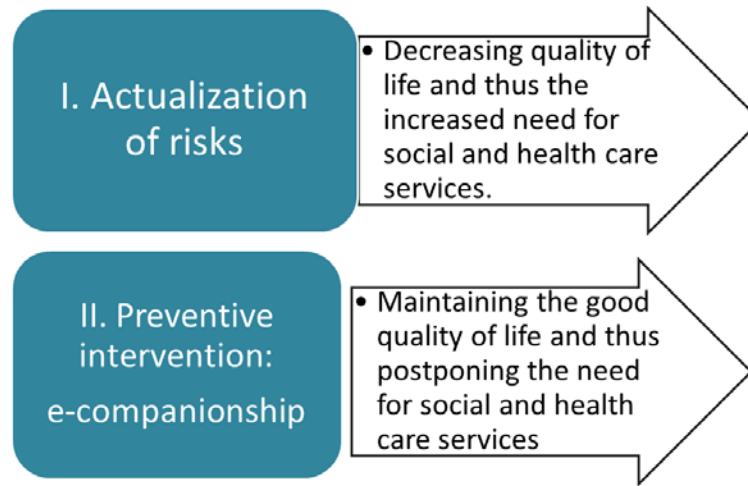 I. Actualization
of risks
• Decreasing quality of
life and thus the
increased need for
social and health care
services.
II. Preventive
intervention:
e-companionship
• Maintaining the good
quality of life and thus
postponing the need
for social and health
care services